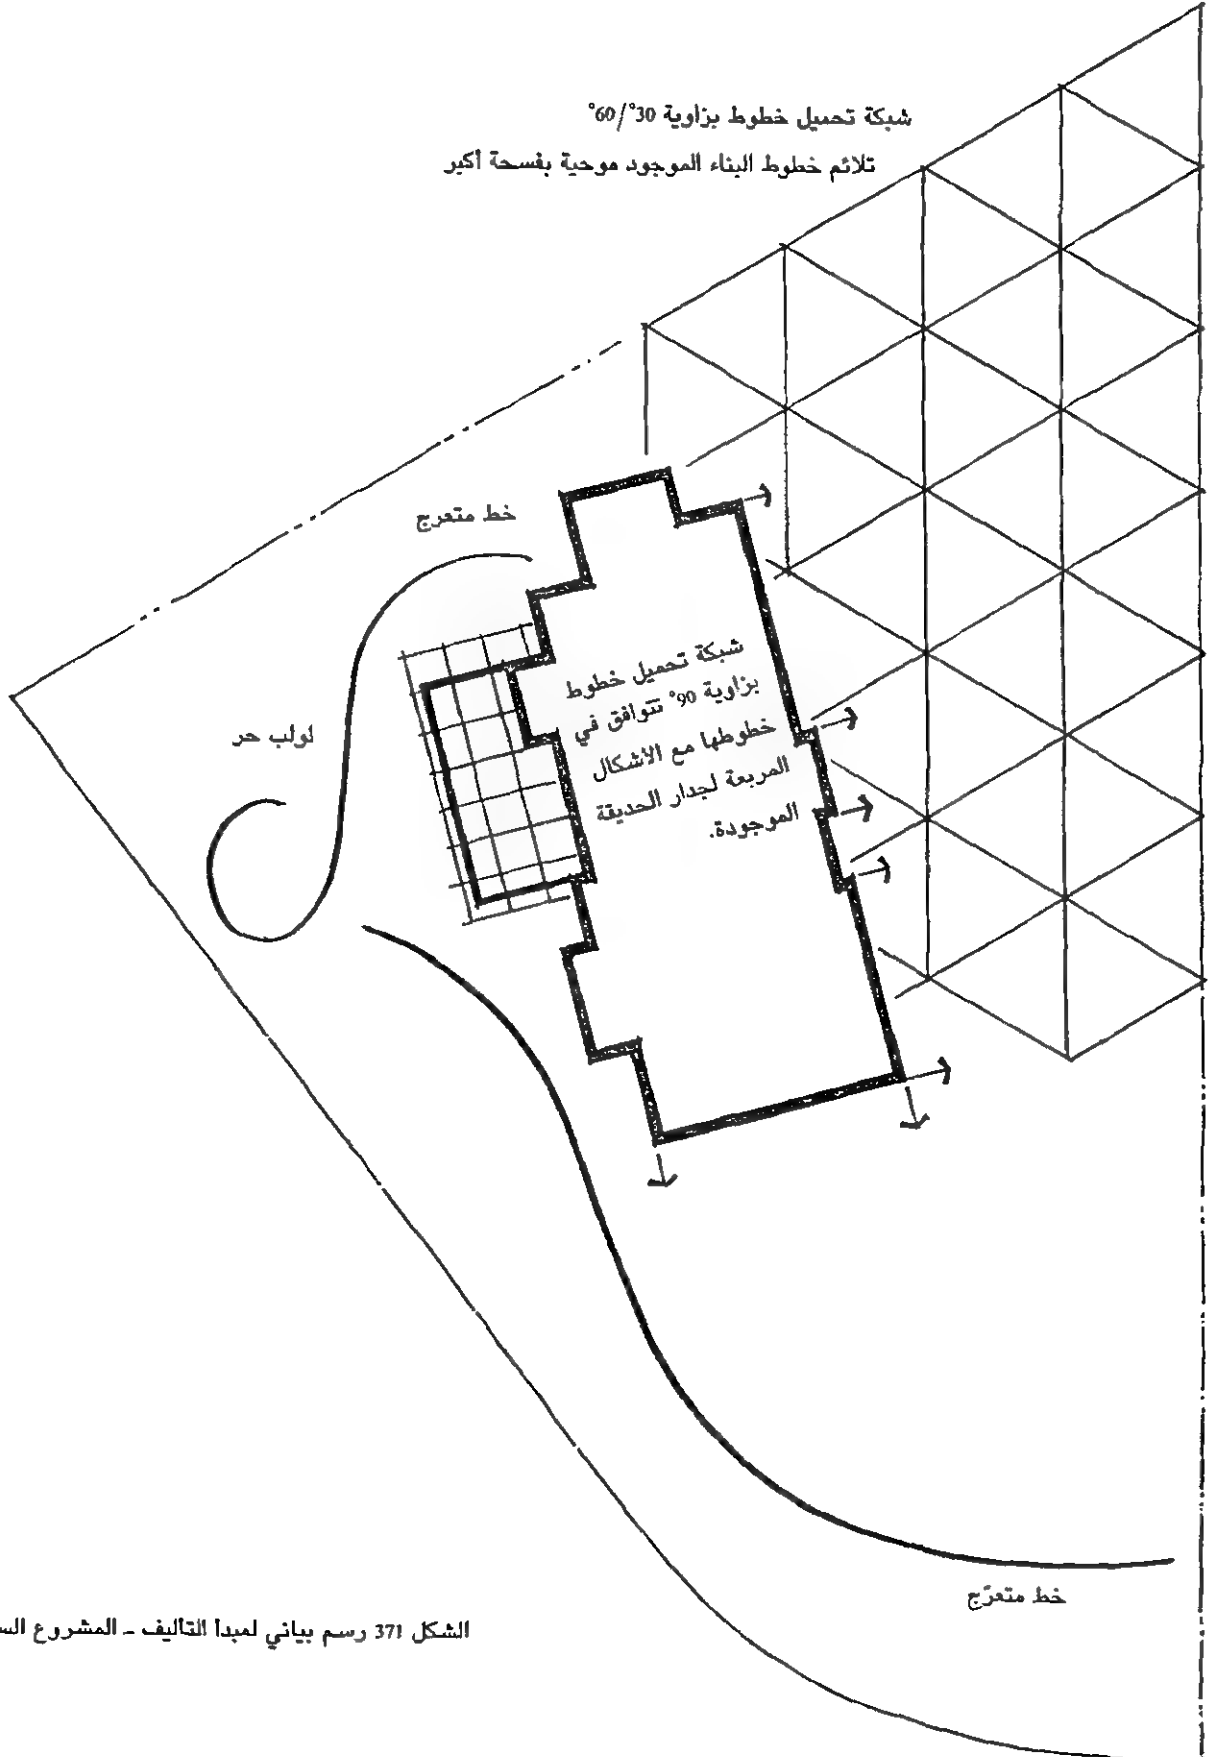 شبكة تحميل خطوط بزاوية 30°/60°
تلائم خطوط البناء الموجود موحية بفسحة أكبر
خط متعرج
شبكة تحميل خطوط
بزاوية 90° تتوافق في
خطوطها مع الاشكال
المربعة لجدار الحديقة
الموجودة.
لولب حر
خط متعرّج
الشكل 371 رسم بياني لمبدأ التأليف ـ المشروع